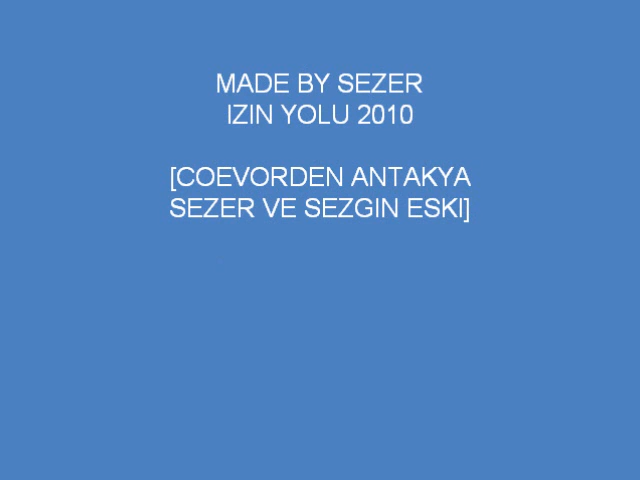 MADE BY SEZER
IZIN YOLU 2010
[COEVORDEN ANTAKYA
SEZER VE SEZGIN ESKI]